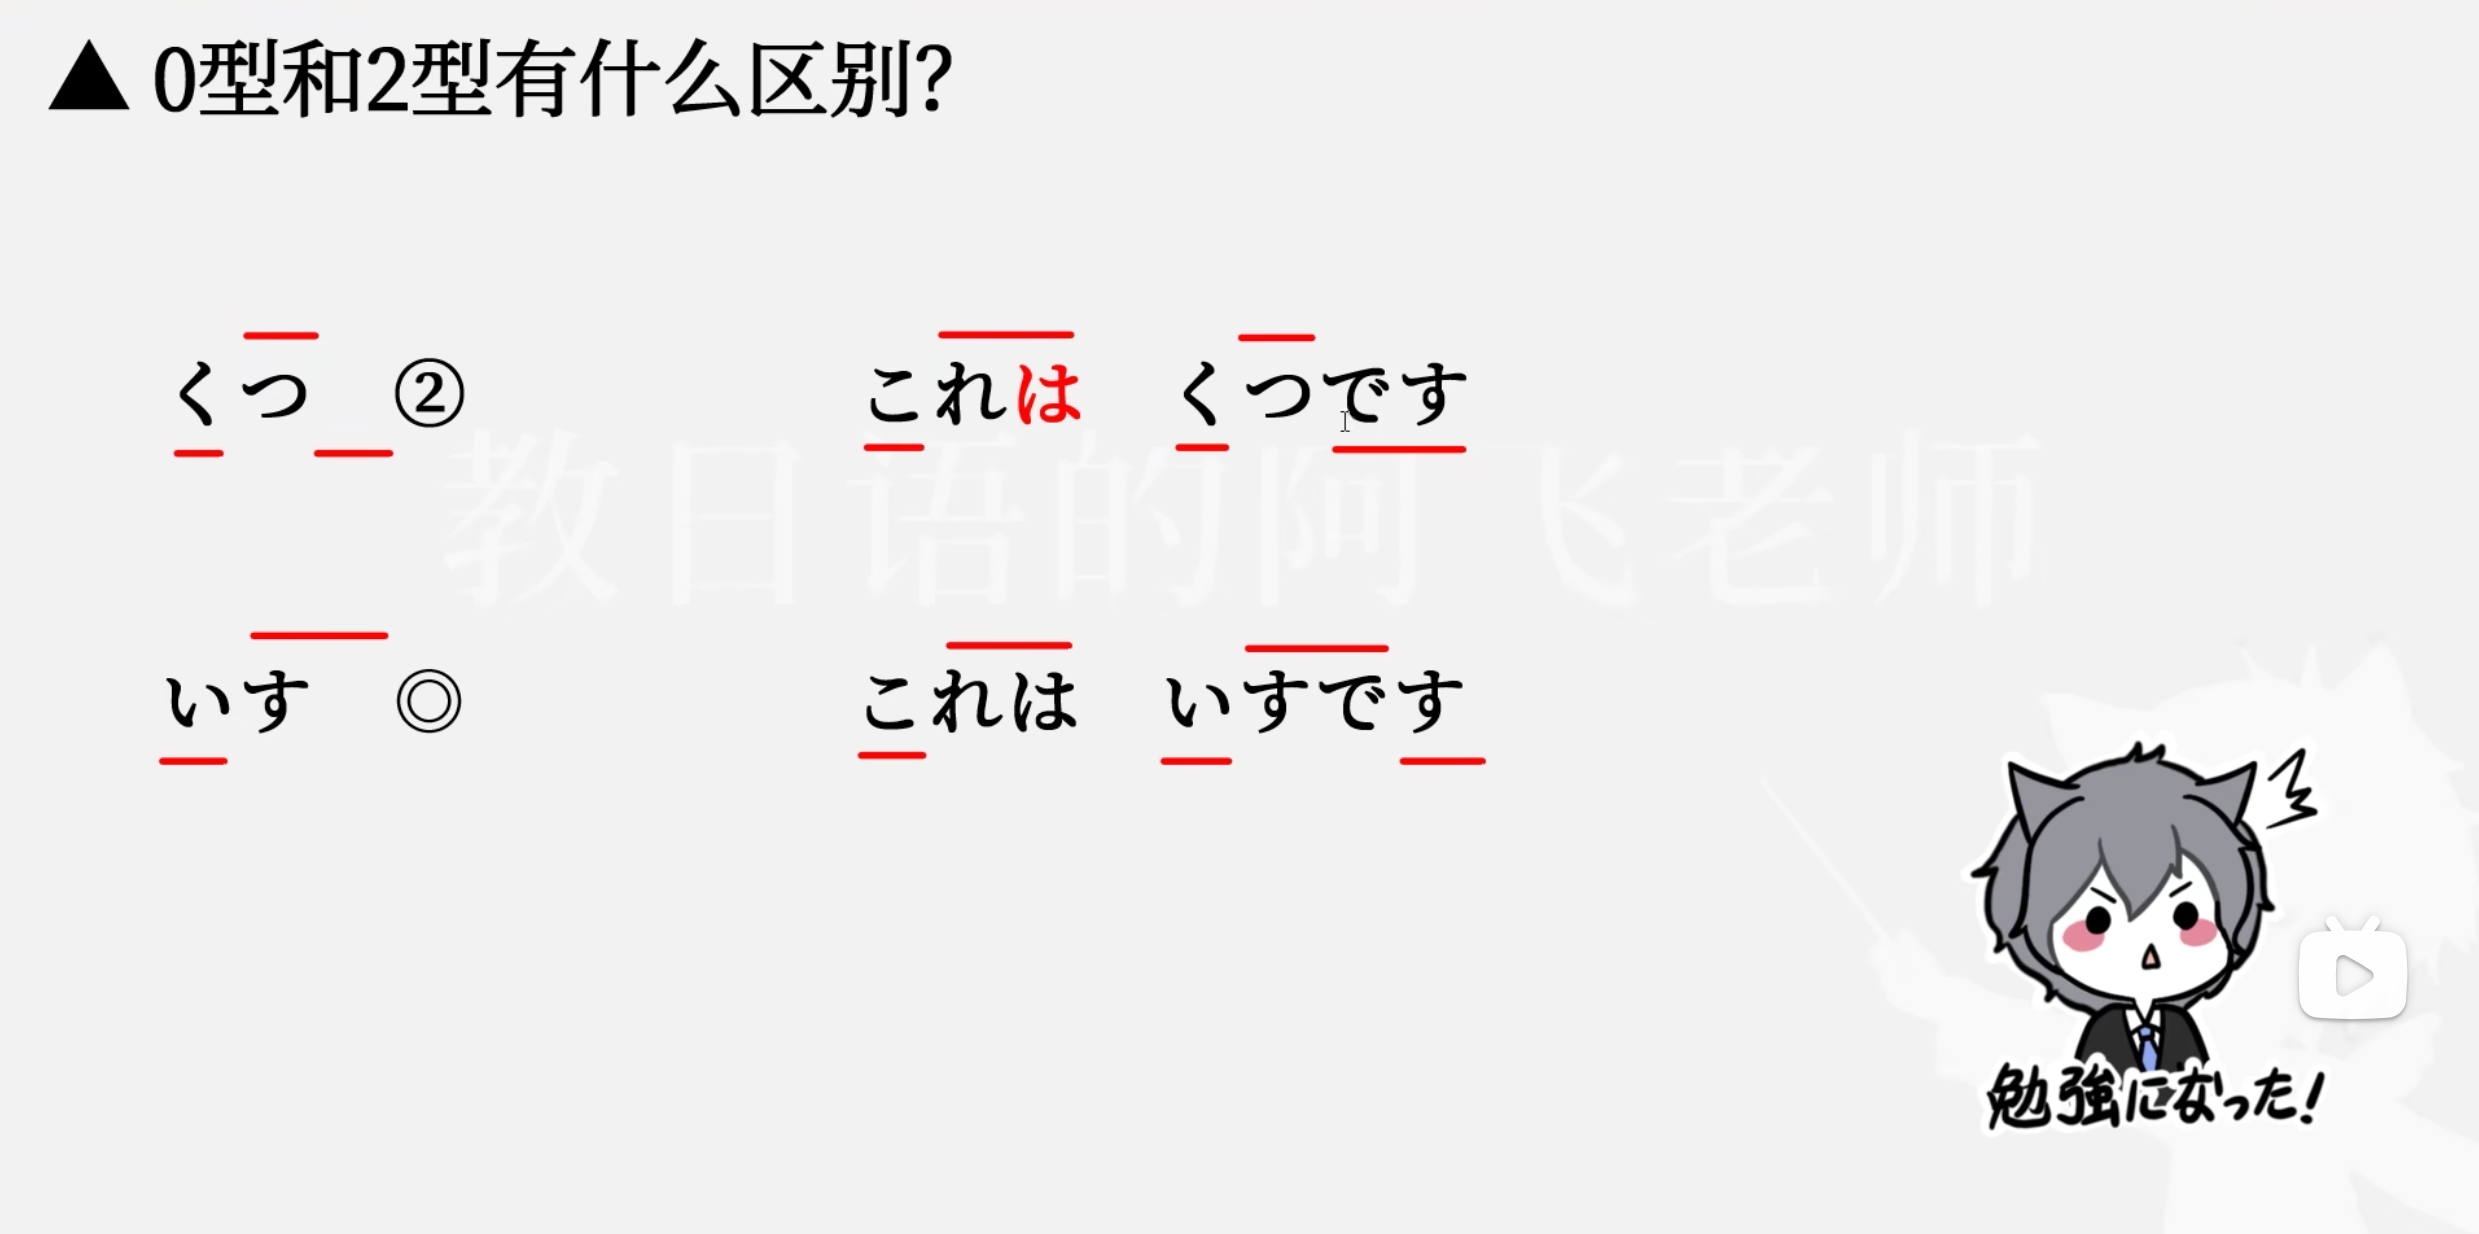 ▲ 0型和2型有什么区别?
くつ ②
これは くつです
教日语的阿飞老师
いす ◎
これは いすです
勉強になった!